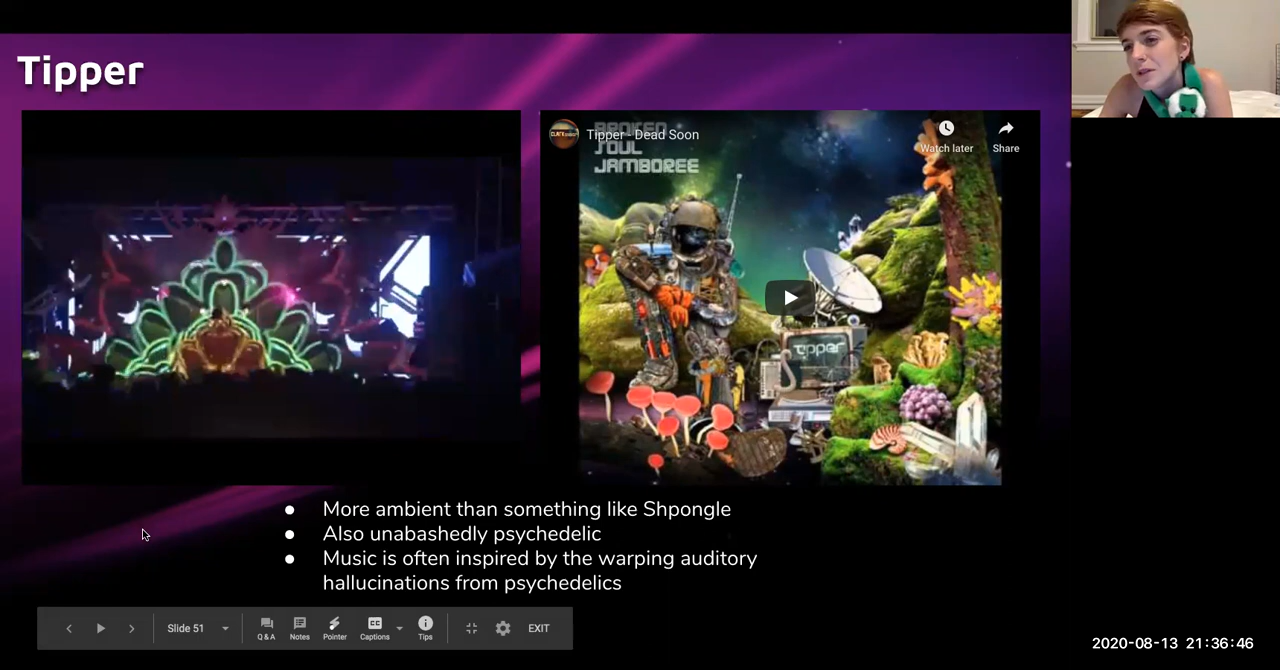 Tipper
BROKEN
SOUL
JAMBOREE
Tipper - Dead Soon
Watch later
Share
tipper
More ambient than something like Shpongle
Also unabashedly psychedelic
Music is often inspired by the warping auditory
hallucinations from psychedelics
Slide 51
Q & A
Notes
Pointer
Captions
Tips
EXIT
2020-08-13 21:36:46